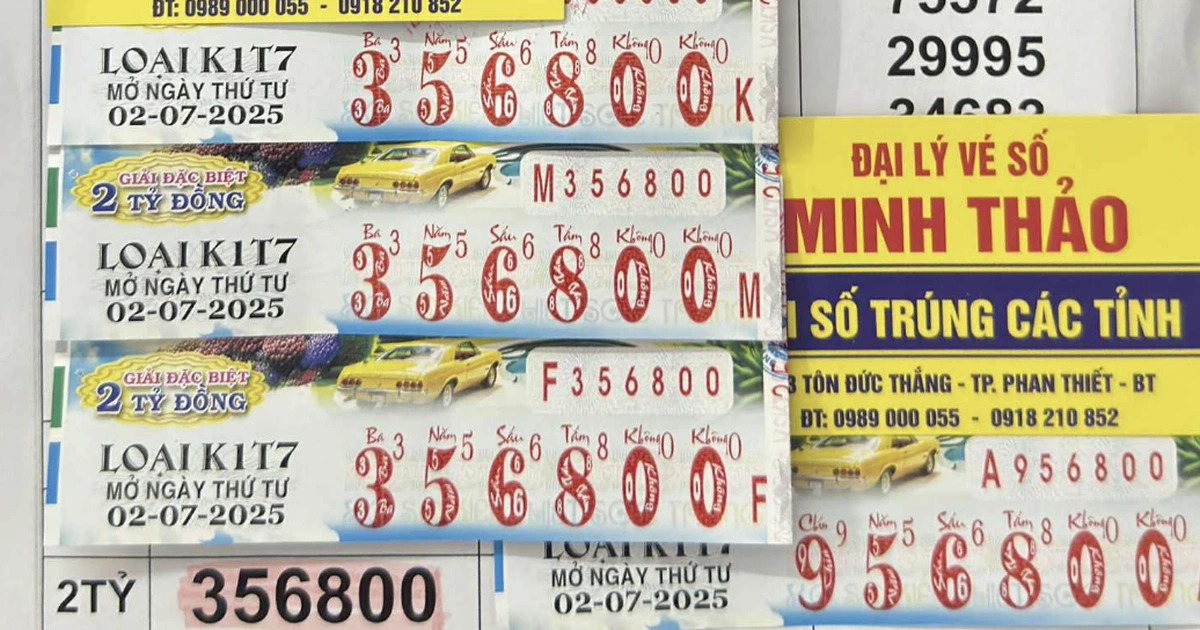 ĐT: 0989 000 055 - 0918 210 852
LOẠI K1T7
MỞ NGÀY THỨ TƯ
02-07-2025
Ba 3 Năm 5 Sáu 6 Tám 8 Không 0 Không 0
356800 K
29995
GIẢI ĐẶC BIỆT
2 TỶ ĐỒNG
M 356800
LOẠI K1T7
MỞ NGÀY THỨ TƯ
02-07-2025
Ba 3 Năm 5 Sáu 6 Tám 8 Không 0 Không 0
356800 M
GIẢI ĐẶC BIỆT
2 TỶ ĐỒNG
F 356800
LOẠI K1T7
MỞ NGÀY THỨ TƯ
02-07-2025
Ba 3 Năm 5 Sáu 6 Tám 8 Không 0 Không 0
356800 F
ĐẠI LÝ VÉ SỐ
MINH THẢO
SỐ TRÚNG CÁC TỈNH
TÔN ĐỨC THẮNG - TP. PHAN THIẾT - BT
ĐT: 0989 000 055 - 0918 210 852
A 956800
Chín 9 Năm 5 Sáu 6 Tám 8 Không 0 Không 0
956800
LOẠI K1T7
MỞ NGÀY THỨ TƯ
02-07-2025
2TỶ 356800